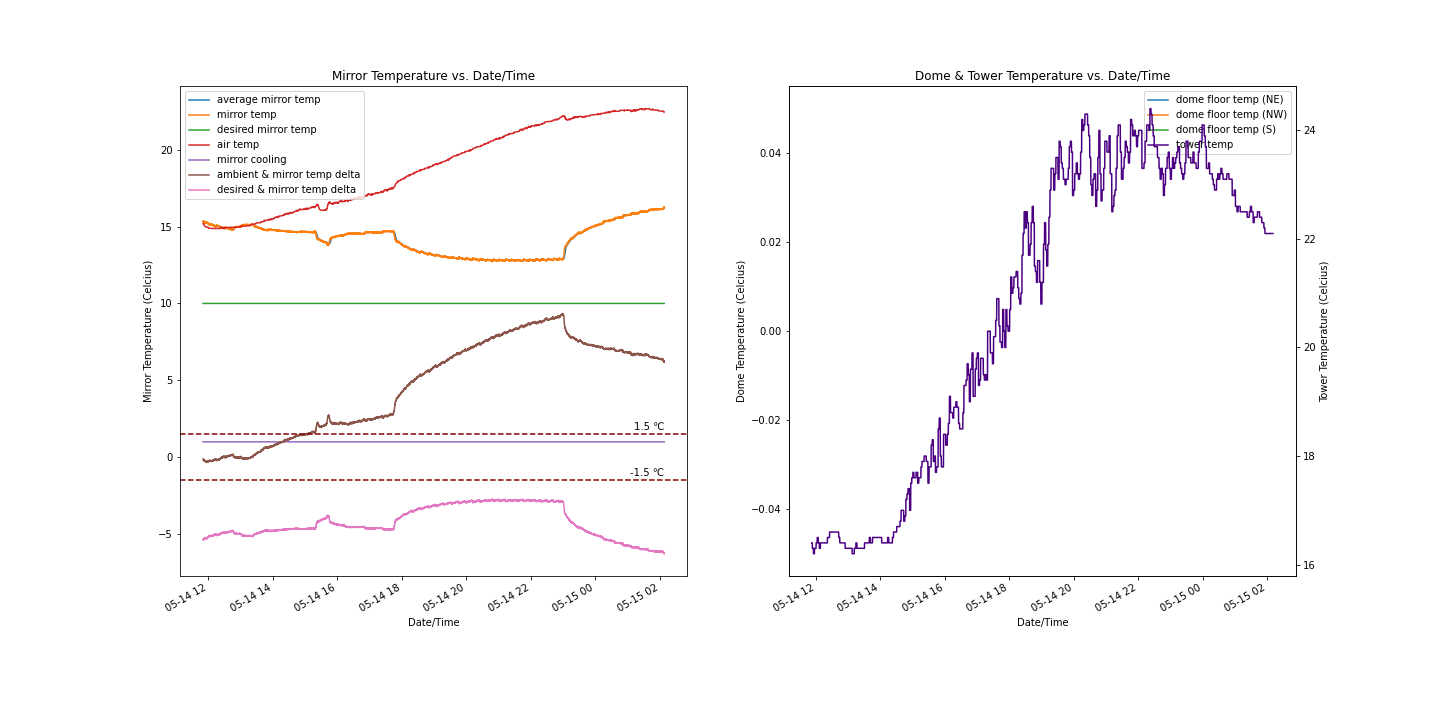 Mirror Temperature vs. Date/Time
average mirror temp
mirror temp
desired mirror temp
air temp
mirror cooling
ambient & mirror temp delta
desired & mirror temp delta
20
15
10
5
0
−5
Mirror Temperature (Celcius)
1.5 °C
-1.5 °C
05-14 12
05-14 14
05-14 16
05-14 18
05-14 20
05-14 22
05-15 00
05-15 02
Date/Time
Dome & Tower Temperature vs. Date/Time
dome floor temp (NE)
dome floor temp (NW)
dome floor temp (S)
tower temp
0.04
0.02
0.00
−0.02
−0.04
Dome Temperature (Celcius)
24
22
20
18
16
Tower Temperature (Celcius)
05-14 12
05-14 14
05-14 16
05-14 18
05-14 20
05-14 22
05-15 00
05-15 02
Date/Time